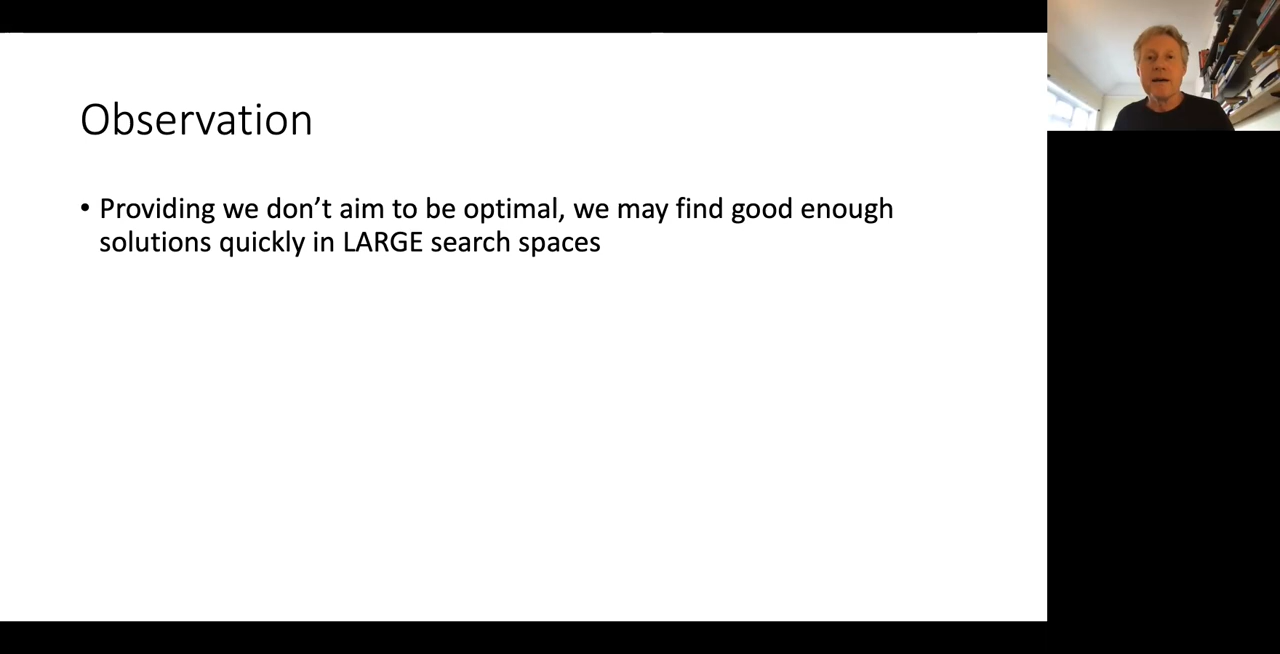 Observation
• Providing we don’t aim to be optimal, we may find good enough
solutions quickly in LARGE search spaces